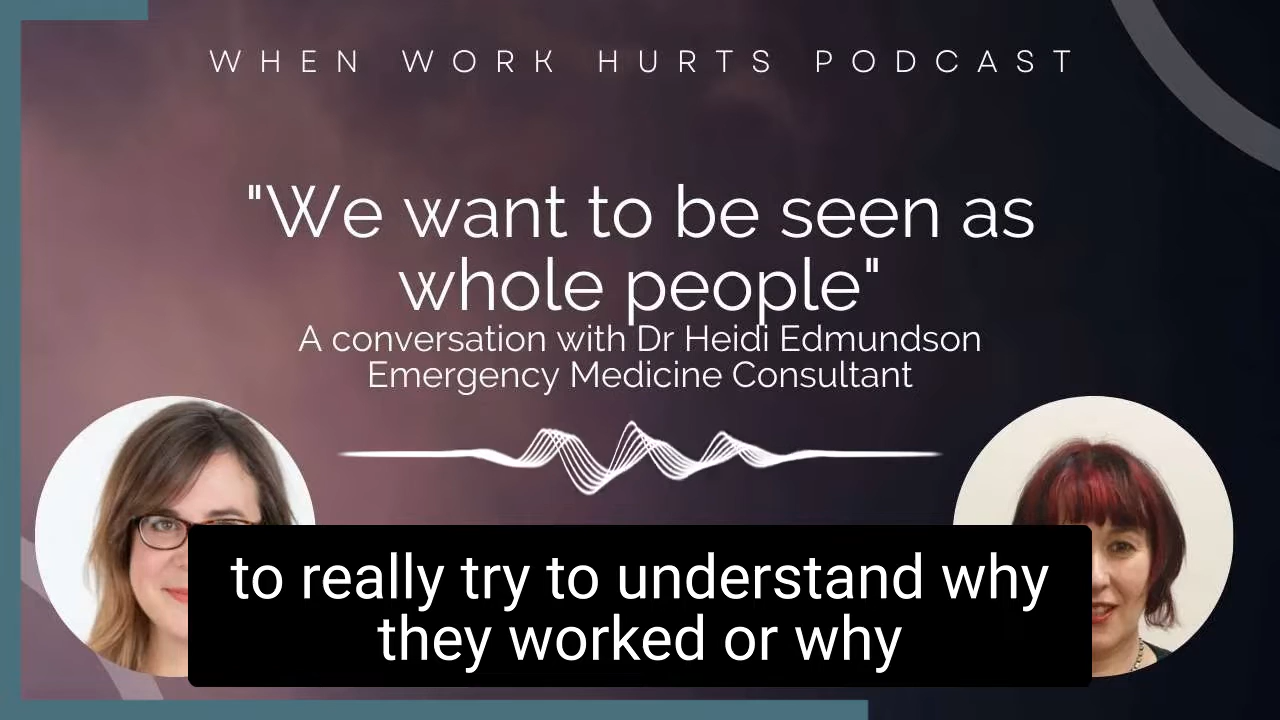 WHEN WORK HURTS PODCAST
"We want to be seen as
whole people"
A conversation with Dr Heidi Edmundson
Emergency Medicine Consultant
to really try to understand why
they worked or why